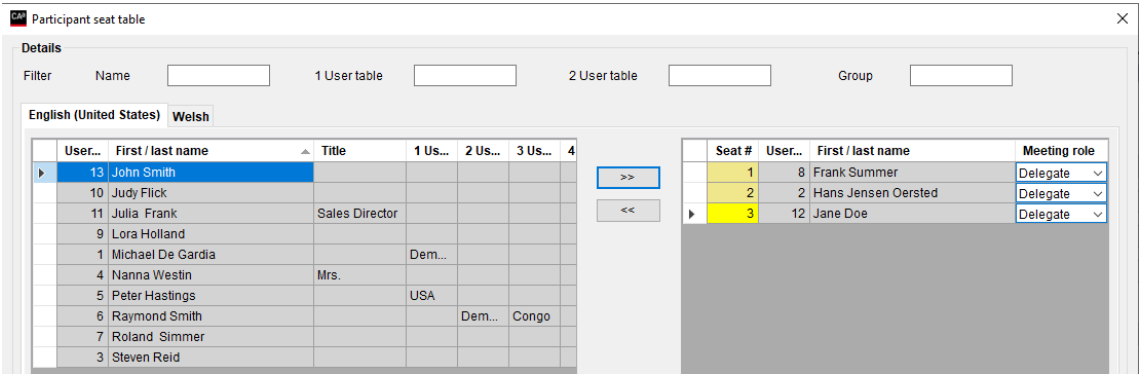 CAA Participant seat table
Details
Filter Name 1 User table 2 User table Group
English (United States) Welsh
User... First / last name Title 1 Us... 2 Us... 3 Us... 4
13 John Smith
10 Judy Flick
11 Julia Frank Sales Director
9 Lora Holland
1 Michael De Gardia Dem...
4 Nanna Westin Mrs.
5 Peter Hastings USA
6 Raymond Smith Dem... Congo
7 Roland Simmer
3 Steven Reid
>>
<<
Seat # User... First / last name Meeting role
1 8 Frank Summer Delegate
2 2 Hans Jensen Oersted Delegate
3 12 Jane Doe Delegate